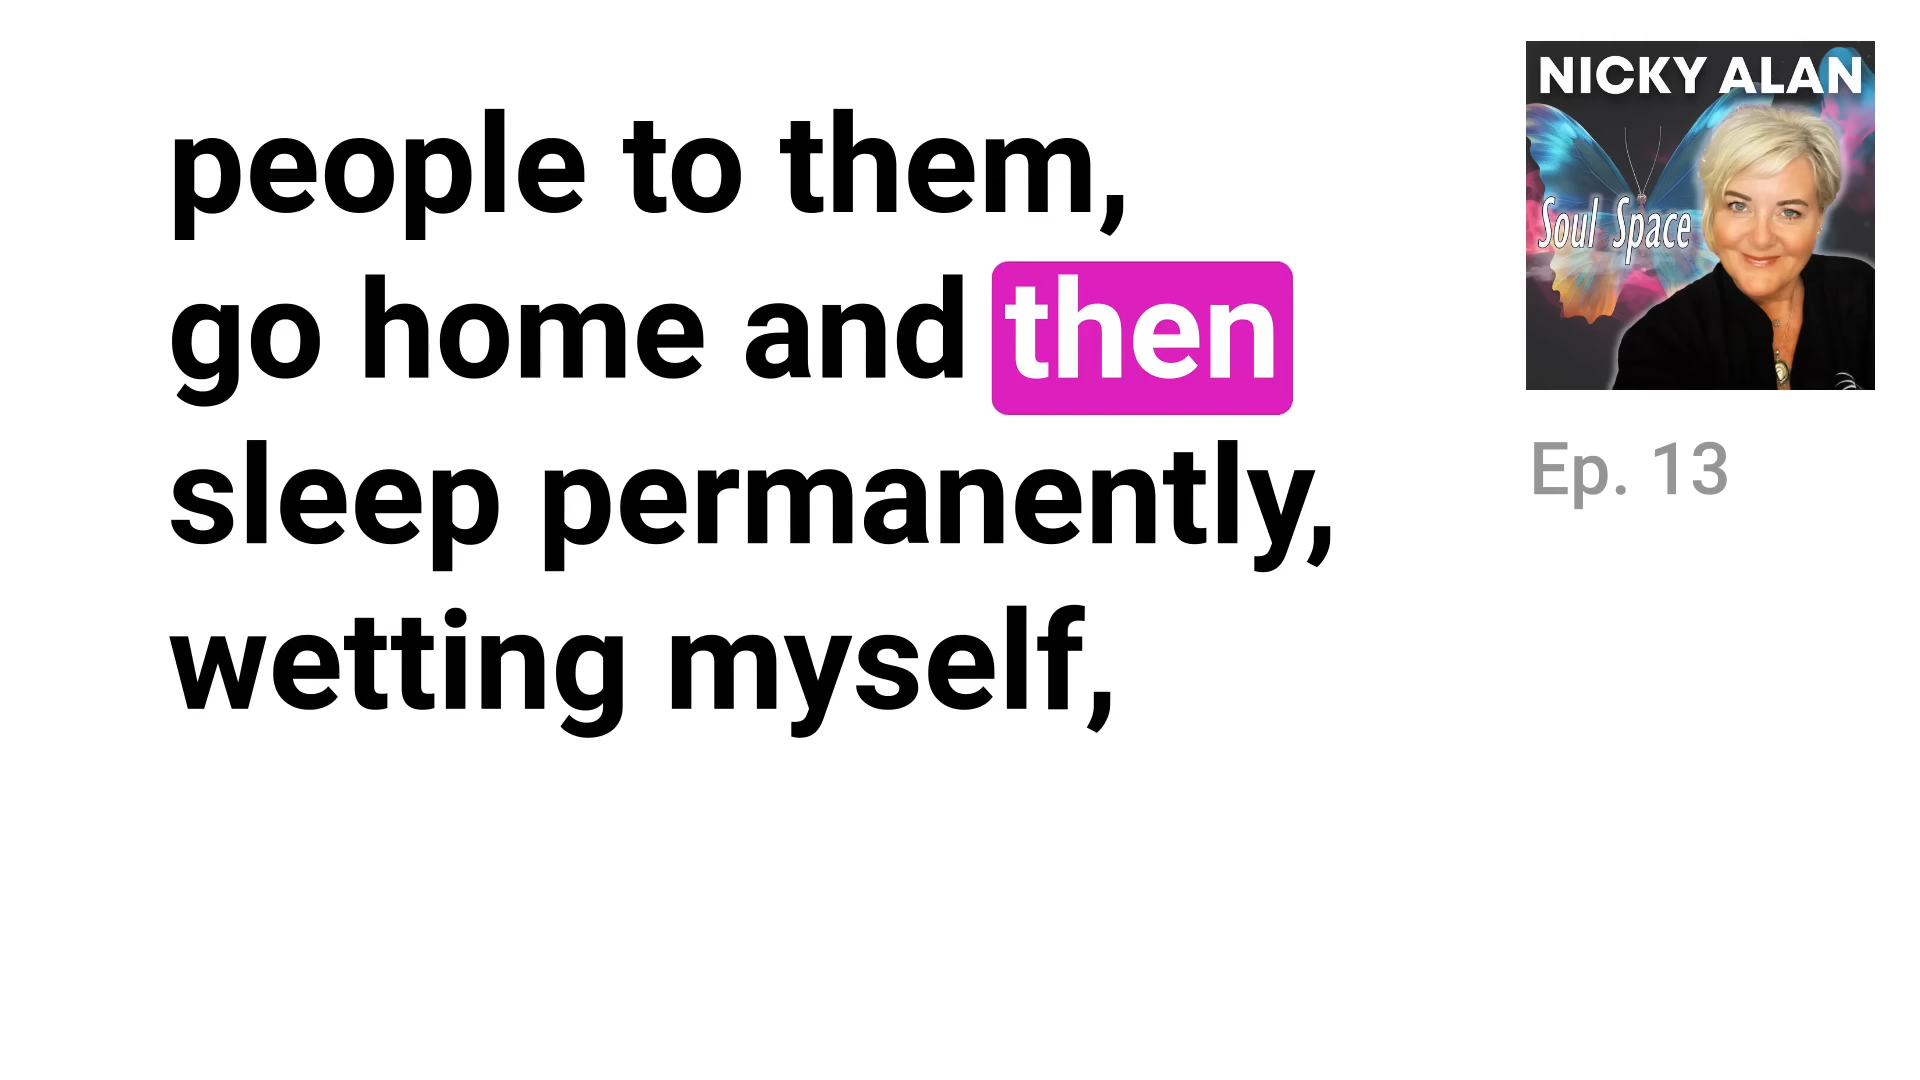 people to them,
go home and then
sleep permanently,
wetting myself,
NICKY ALAN
Soul Space
Ep. 13